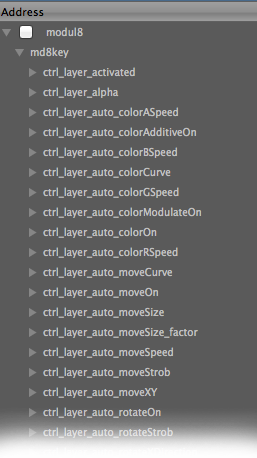 Address
modul8
md8key
ctrl_layer_activated
ctrl_layer_alpha
ctrl_layer_auto_colorASpeed
ctrl_layer_auto_colorAdditiveOn
ctrl_layer_auto_colorBSpeed
ctrl_layer_auto_colorCurve
ctrl_layer_auto_colorGSpeed
ctrl_layer_auto_colorModulateOn
ctrl_layer_auto_colorOn
ctrl_layer_auto_colorRSpeed
ctrl_layer_auto_moveCurve
ctrl_layer_auto_moveOn
ctrl_layer_auto_moveSize
ctrl_layer_auto_moveSize_factor
ctrl_layer_auto_moveSpeed
ctrl_layer_auto_moveStrob
ctrl_layer_auto_moveXY
ctrl_layer_auto_rotateOn
ctrl_layer_auto_rotateStrob